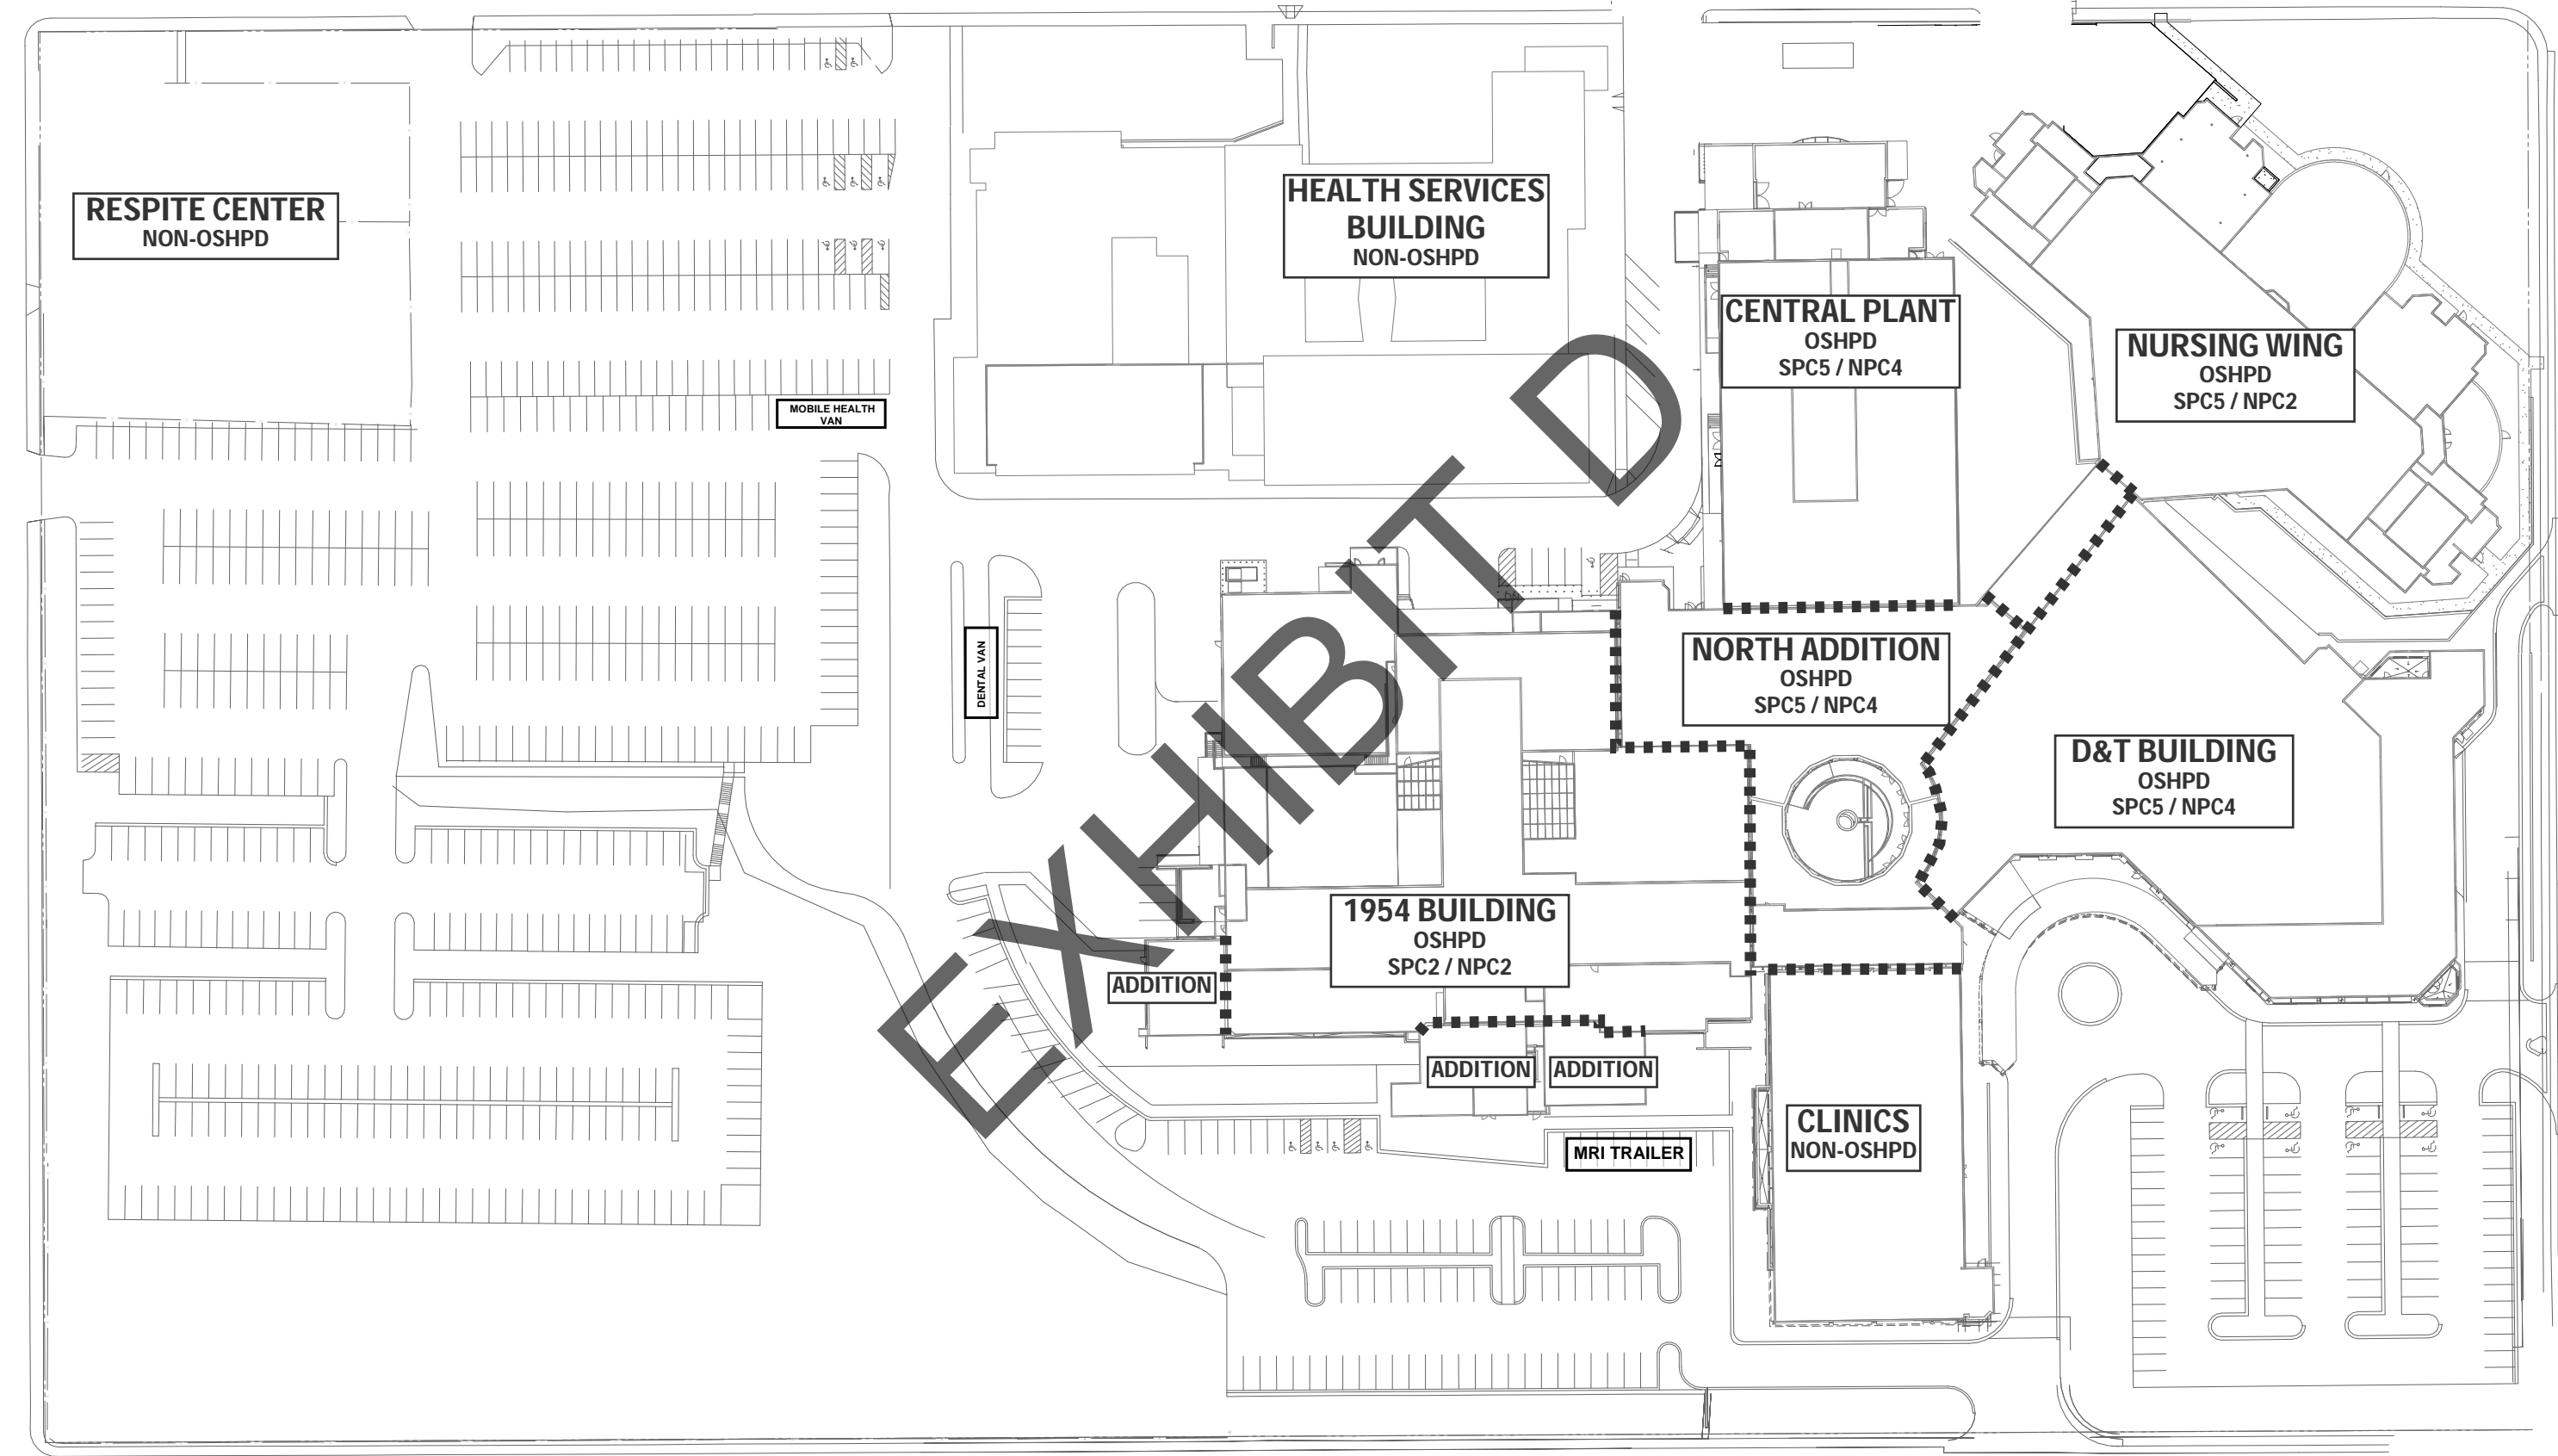 RESPITE CENTER
NON-OSHPD
HEALTH SERVICES
BUILDING
NON-OSHPD
CENTRAL PLANT
OSHPD
SPC5 / NPC4
NURSING WING
OSHPD
SPC5 / NPC2
MOBILE HEALTH
VAN
DENTAL VAN
NORTH ADDITION
OSHPD
SPC5 / NPC4
D&T BUILDING
OSHPD
SPC5 / NPC4
1954 BUILDING
OSHPD
SPC2 / NPC2
ADDITION
ADDITION
ADDITION
CLINICS
NON-OSHPD
MRI TRAILER
EXHIBIT D